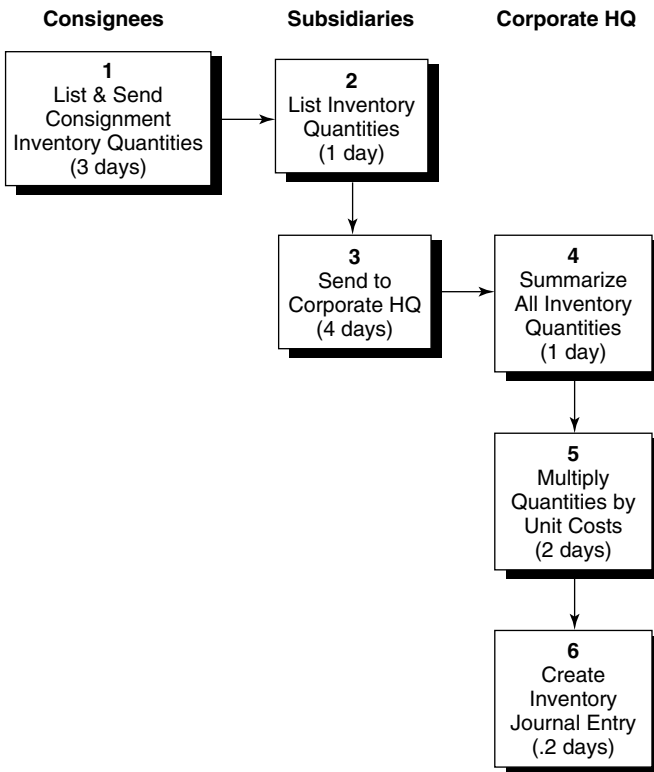 Consignees
Subsidiaries
Corporate HQ
1
List & Send
Consignment
Inventory Quantities
(3 days)
2
List Inventory
Quantities
(1 day)
3
Send to
Corporate HQ
(4 days)
4
Summarize
All Inventory
Quantities
(1 day)
5
Multiply
Quantities by
Unit Costs
(2 days)
6
Create
Inventory
Journal Entry
(.2 days)